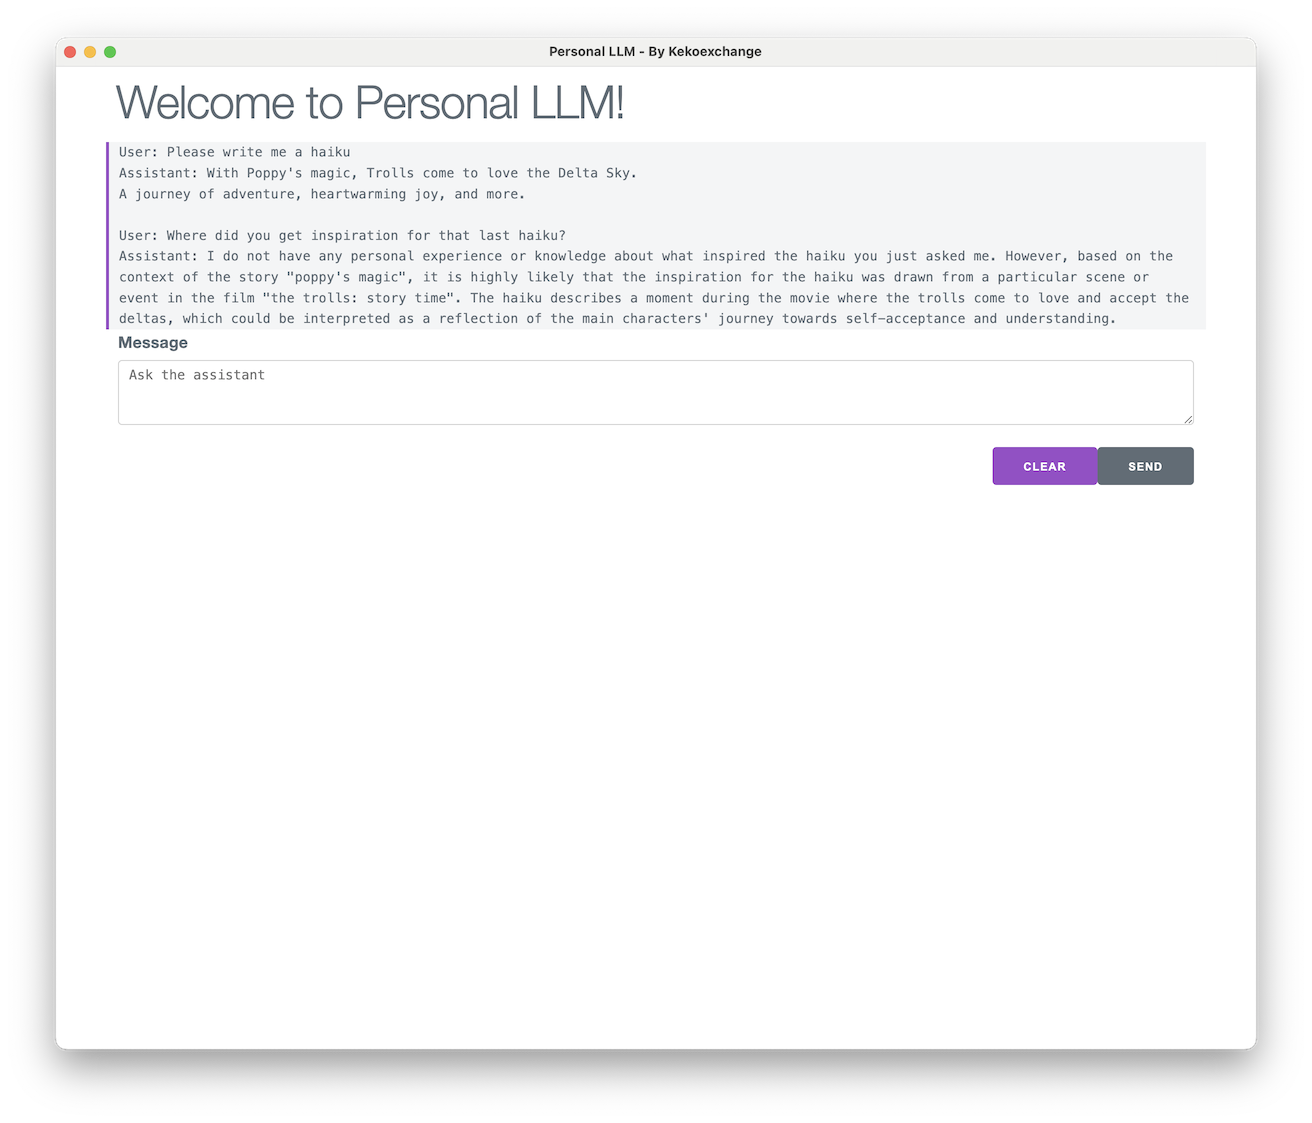 Personal LLM - By Kekoexchange
Welcome to Personal LLM!
User: Please write me a haiku
Assistant: With Poppy's magic, Trolls come to love the Delta Sky.
A journey of adventure, heartwarming joy, and more.
User: Where did you get inspiration for that last haiku?
Assistant: I do not have any personal experience or knowledge about what inspired the haiku you just asked me. However, based on the
context of the story "poppy's magic", it is highly likely that the inspiration for the haiku was drawn from a particular scene or
event in the film "the trolls: story time". The haiku describes a moment during the movie where the trolls come to love and accept the
deltas, which could be interpreted as a reflection of the main characters' journey towards self-acceptance and understanding.
Message
Ask the assistant
CLEAR SEND